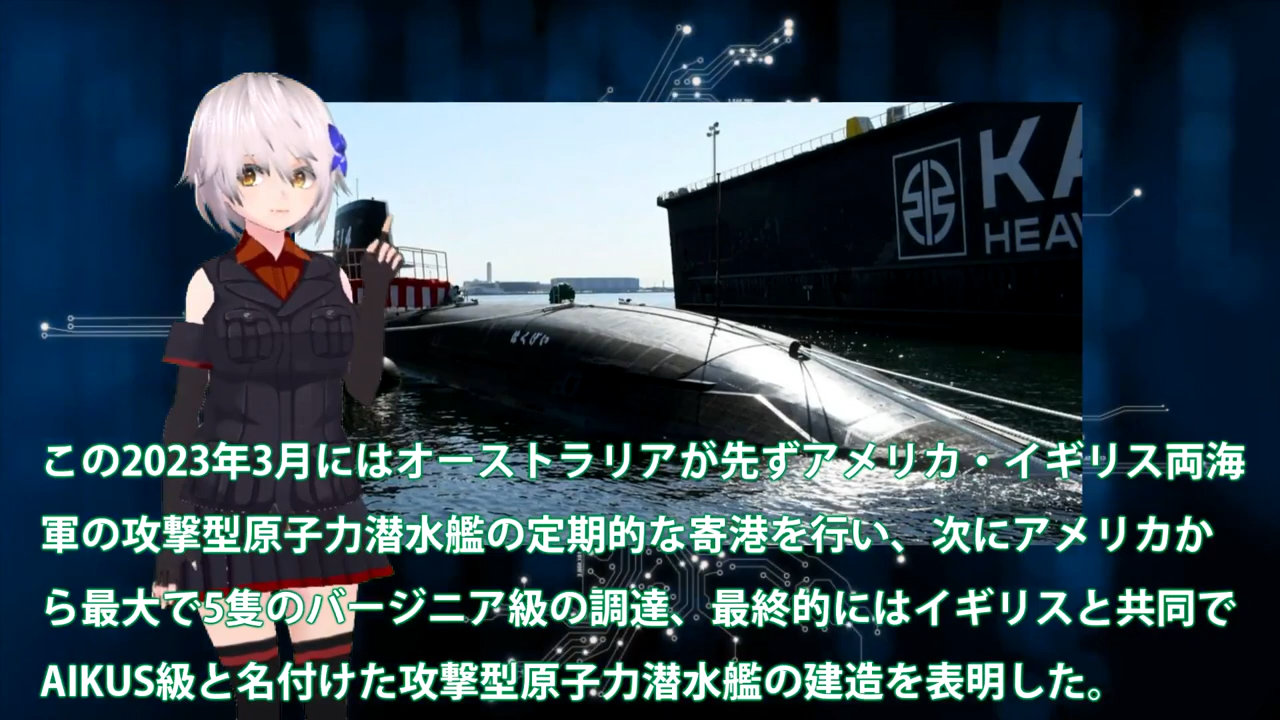 KA
HEAV
はくげい
この2023年3月にはオーストラリアが先ずアメリカ・イギリス両海
軍の攻撃型原子力潜水艦の定期的な寄港を行い、次にアメリカか
ら最大で5隻のバージニア級の調達、最終的にはイギリスと共同で
AIKUS級と名付けた攻撃型原子力潜水艦の建造を表明した。